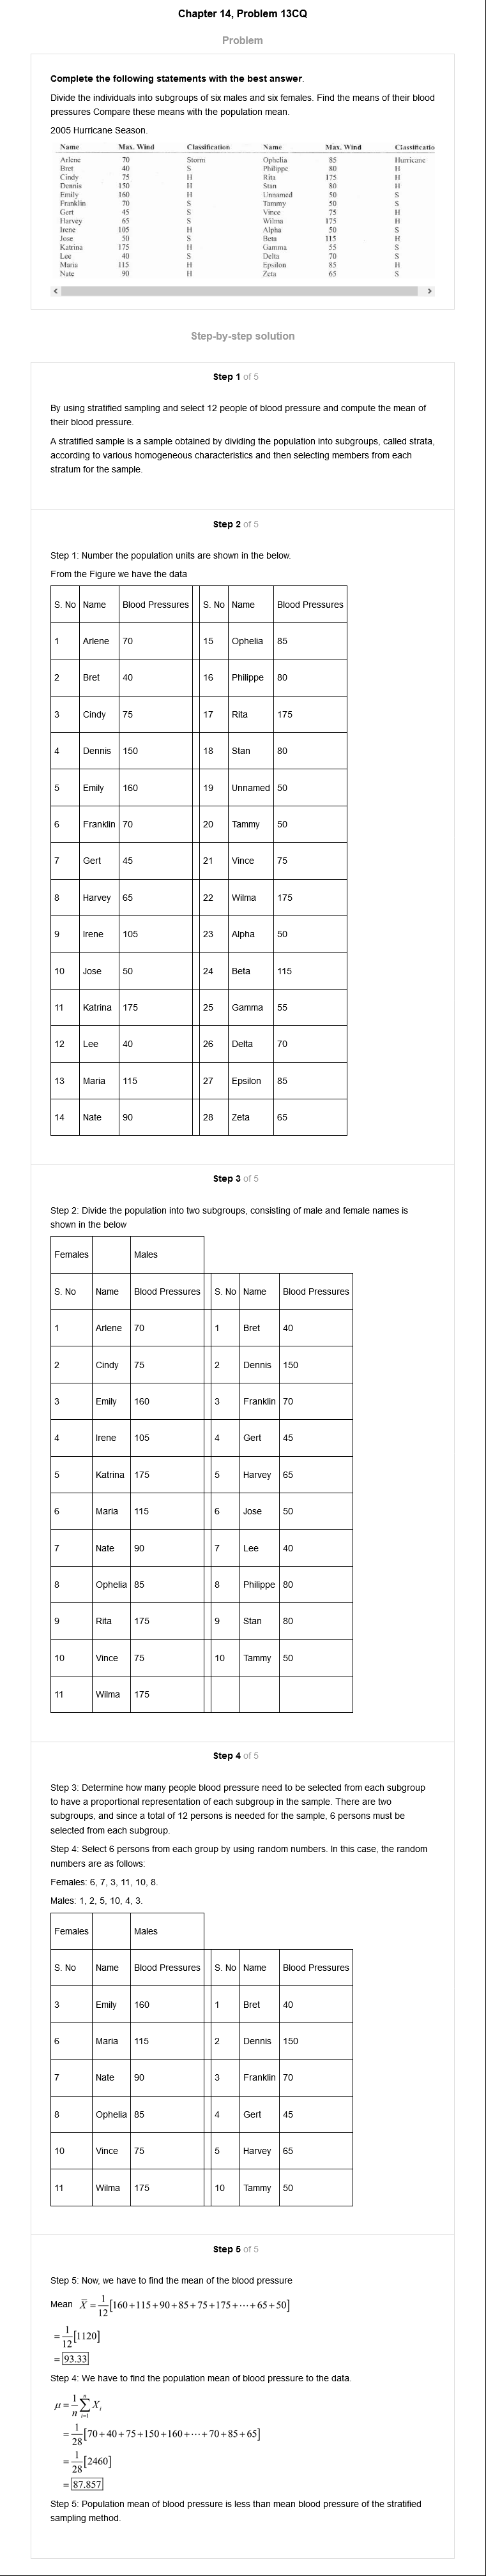 Chapter 14, Problem 13CQ
Problem
Complete the following statements with the best answer.
Divide the individuals into subgroups of six males and six females. Find the means of their blood
pressures Compare these means with the population mean.
2005 Hurricane Season.
Name Max. Wind Classification Name Max. Wind Classificatio
Arlene 70 Storm Ophelia 85 Hurricane
Bret 40 S Philippe 80 H
Cindy 75 H Rita 175 H
Dennis 150 H Stan 80 H
Emily 160 H Unnamed 50 S
Franklin 70 S Tammy 50 S
Gert 45 S Vince 75 H
Harvey 65 S Wilma 175 H
Irene 105 H Alpha 50 S
Jose 50 S Beta 115 H
Katrina 175 H Gamma 55 S
Lee 40 S Delta 70 S
Maria 115 H Epsilon 85 H
Nate 90 H Zeta 65 S
Step-by-step solution
Step 1 of 5
By using stratified sampling and select 12 people of blood pressure and compute the mean of
their blood pressure.
A stratified sample is a sample obtained by dividing the population into subgroups, called strata,
according to various homogeneous characteristics and then selecting members from each
stratum for the sample.
Step 2 of 5
Step 1: Number the population units are shown in the below.
From the Figure we have the data
S. No Name Blood Pressures S. No Name Blood Pressures
1 Arlene 70 15 Ophelia 85
2 Bret 40 16 Philippe 80
3 Cindy 75 17 Rita 175
4 Dennis 150 18 Stan 80
5 Emily 160 19 Unnamed 50
6 Franklin 70 20 Tammy 50
7 Gert 45 21 Vince 75
8 Harvey 65 22 Wilma 175
9 Irene 105 23 Alpha 50
10 Jose 50 24 Beta 115
11 Katrina 175 25 Gamma 55
12 Lee 40 26 Delta 70
13 Maria 115 27 Epsilon 85
14 Nate 90 28 Zeta 65
Step 3 of 5
Step 2: Divide the population into two subgroups, consisting of male and female names is
shown in the below
Females Males
S. No Name Blood Pressures S. No Name Blood Pressures
1 Arlene 70 1 Bret 40
2 Cindy 75 2 Dennis 150
3 Emily 160 3 Franklin 70
4 Irene 105 4 Gert 45
5 Katrina 175 5 Harvey 65
6 Maria 115 6 Jose 50
7 Nate 90 7 Lee 40
8 Ophelia 85 8 Philippe 80
9 Rita 175 9 Stan 80
10 Vince 75 10 Tammy 50
11 Wilma 175
Step 4 of 5
Step 3: Determine how many people blood pressure need to be selected from each subgroup
to have a proportional representation of each subgroup in the sample. There are two
subgroups, and since a total of 12 persons is needed for the sample, 6 persons must be
selected from each subgroup.
Step 4: Select 6 persons from each group by using random numbers. In this case, the random
numbers are as follows:
Females: 6, 7, 3, 11, 10, 8.
Males: 1, 2, 5, 10, 4, 3.
Females Males
S. No Name Blood Pressures S. No Name Blood Pressures
3 Emily 160 1 Bret 40
6 Maria 115 2 Dennis 150
7 Nate 90 3 Franklin 70
8 Ophelia 85 4 Gert 45
10 Vince 75 5 Harvey 65
11 Wilma 175 10 Tammy 50
Step 5 of 5
Step 5: Now, we have to find the mean of the blood pressure
Mean X̄ = 1/12 [160+115+90+85+75+175+⋯+65+50]
= 1/12 [1120]
= 93.33
Step 4: We have to find the population mean of blood pressure to the data.
μ = 1/n ∑_{i=1}^{n} X_i
= 1/28 [70+40+75+150+160+⋯+70+85+65]
= 1/28 [2460]
= 87.857
Step 5: Population mean of blood pressure is less than mean blood pressure of the stratified
sampling method.